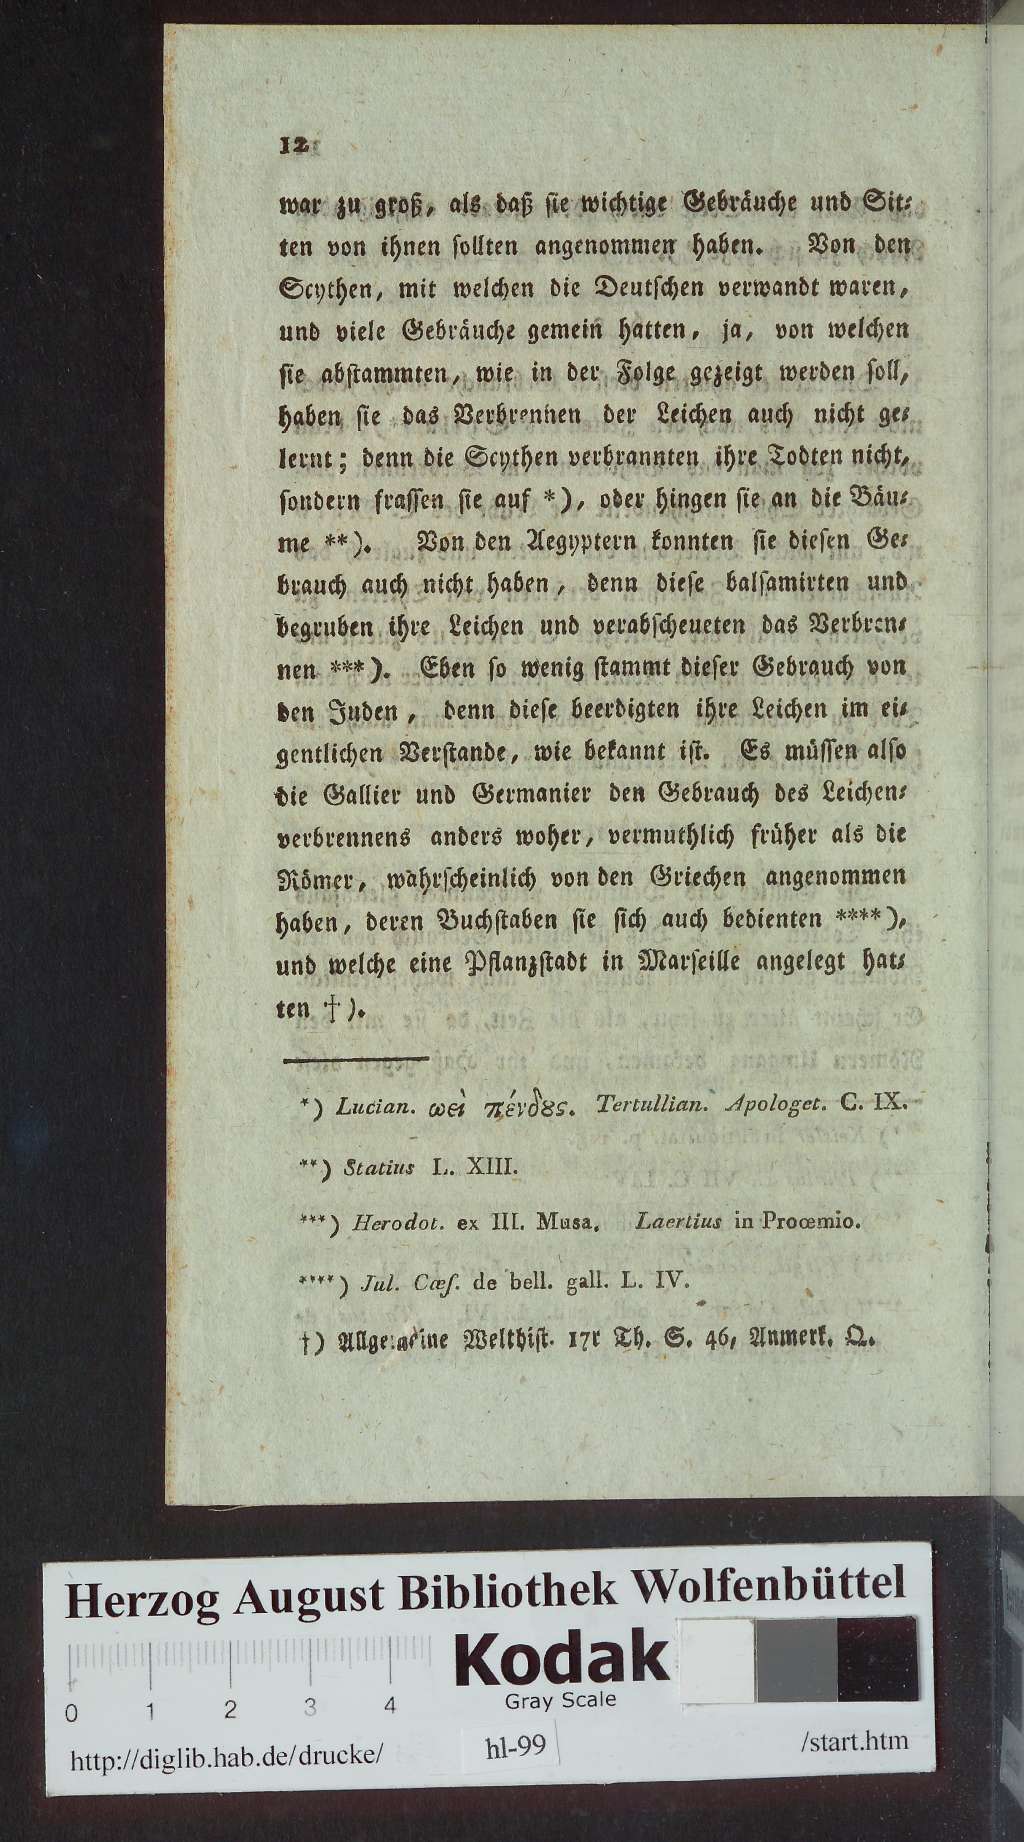 12
war zu groß, als daß sie wichtige Gebräuche und Sit-
ten von ihnen sollten angenommen haben. Von den
Scythen, mit welchen die Deutschen verwandt waren,
und viele Gebräuche gemein hatten, ja, von welchen
sie abstammten, wie in der Folge gezeigt werden soll,
haben sie das Verbrennen der Leichen auch nicht ge-
lernt; denn die Scythen verbrannten ihre Todten nicht,
sondern frassen sie auf *), oder hingen sie an die Bäu-
me **). Von den Aegyptern konnten sie diesen Ge-
brauch auch nicht haben, denn diese balsamirten und
begruben ihre Leichen und verabscheueten das Verbren-
nen ***). Eben so wenig stammt dieser Gebrauch von
den Juden, denn diese beerdigten ihre Leichen im ei-
gentlichen Verstande, wie bekannt ist. Es müssen also
die Gallier und Germanier den Gebrauch des Leichen-
verbrennens anders woher, vermuthlich früher als die
Römer, wahrscheinlich von den Griechen angenommen
haben, deren Buchstaben sie sich auch bedienten ****),
und welche eine Pflanzstadt in Marseille angelegt hat-
ten †).
*) Lucian. Tertullian. Apologet. C. IX.
**) Statius L. XIII.
***) Herodot. ex III. Musa. Laertius in Proœmio.
****) Jul. Cæs. de bell. gall. L. IV.
†) Allgemeine Welthist. 17r Th. S. 46, Anmerk. Q.
Herzog August Bibliothek Wolfenbüttel
Kodak
Gray Scale
0 1 2 3 4
http://diglib.hab.de/drucke/ hl-99 /start.htm